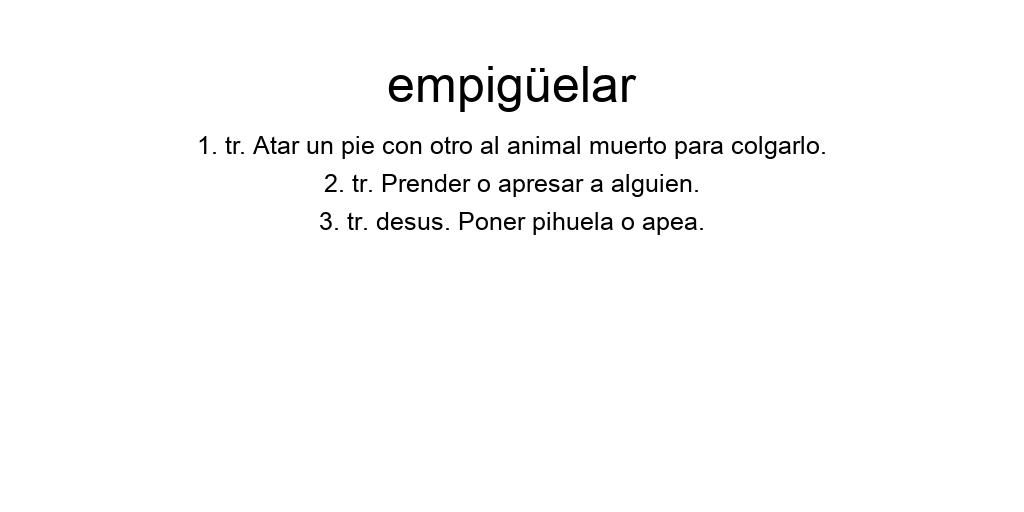 empigüelar
1. tr. Atar un pie con otro al animal muerto para colgarlo.
2. tr. Prender o apresar a alguien.
3. tr. desus. Poner pihuela o apea.